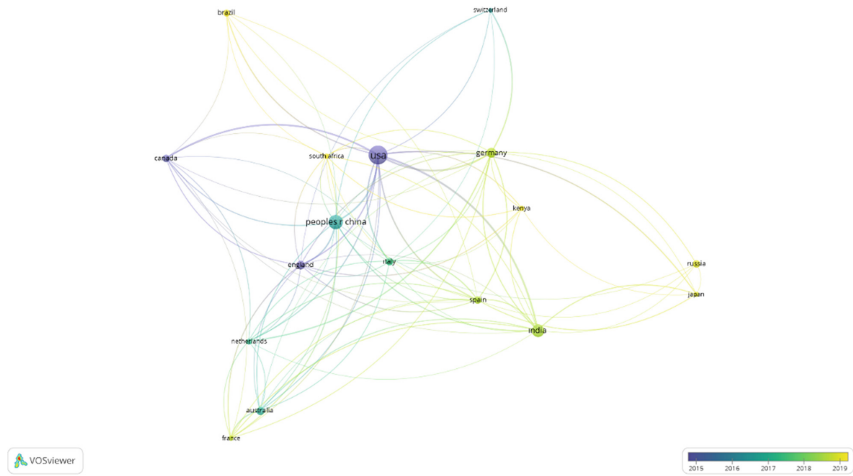 brazil
switzerland
canada
south africa
usa
germany
peoples r china
kenya
england
italy
russia
japan
spain
india
netherlands
australia
france
VOSviewer
2015 2016 2017 2018 2019